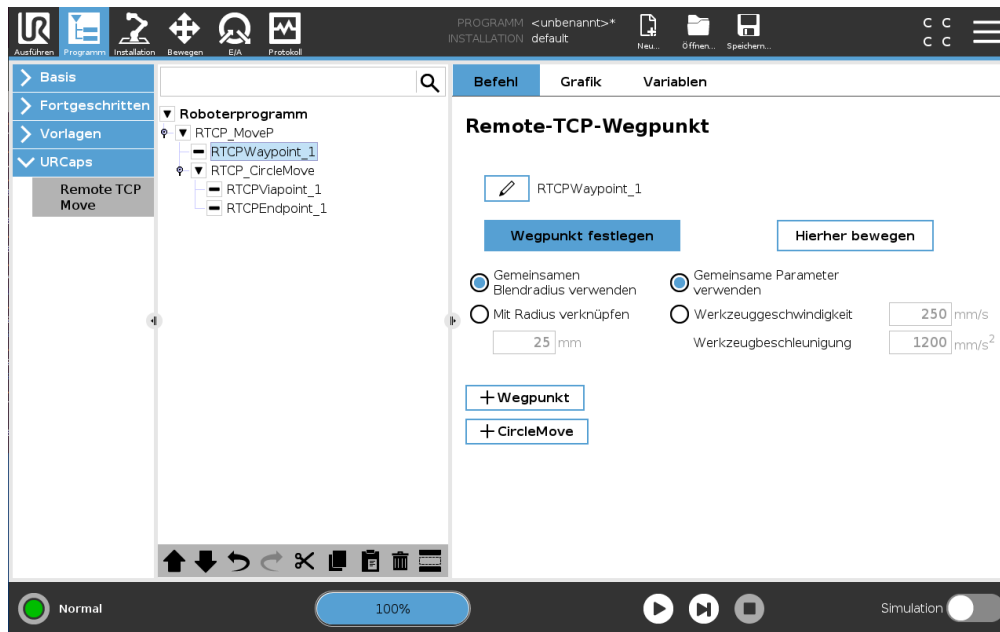 UR
Ausführen
Programm
Installation
Bewegen
E/A
Protokoll
PROGRAMM <unbenannt>*
INSTALLATION default
Neu...
Öffnen...
Speichern...
C C
C C
Basis
Fortgeschritten
Vorlagen
URCaps
Remote TCP
Move
Roboterprogramm
RTCP_MoveP
RTCPWaypoint_1
RTCP_CircleMove
RTCPViapoint_1
RTCPEndpoint_1
Befehl Grafik Variablen
Remote-TCP-Wegpunkt
RTCPWaypoint_1
Wegpunkt festlegen
Hierher bewegen
Gemeinsamen
Blendradius verwenden
Mit Radius verknüpfen
25 mm
Gemeinsame Parameter
verwenden
Werkzeuggeschwindigkeit 250 mm/s
Werkzeugbeschleunigung 1200 mm/s²
+Wegpunkt
+CircleMove
Normal
100%
Simulation